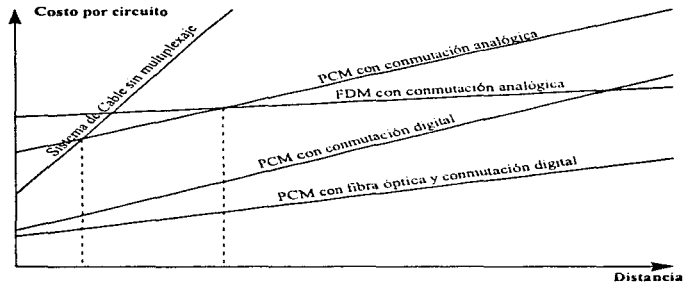 Costo por circuito
Sistema de Cable sin multiplexaje
PCM con conmutación analógica
FDM con conmutación analógica
PCM con conmutación digital
PCM con fibra óptica y conmutación digital
Distancia